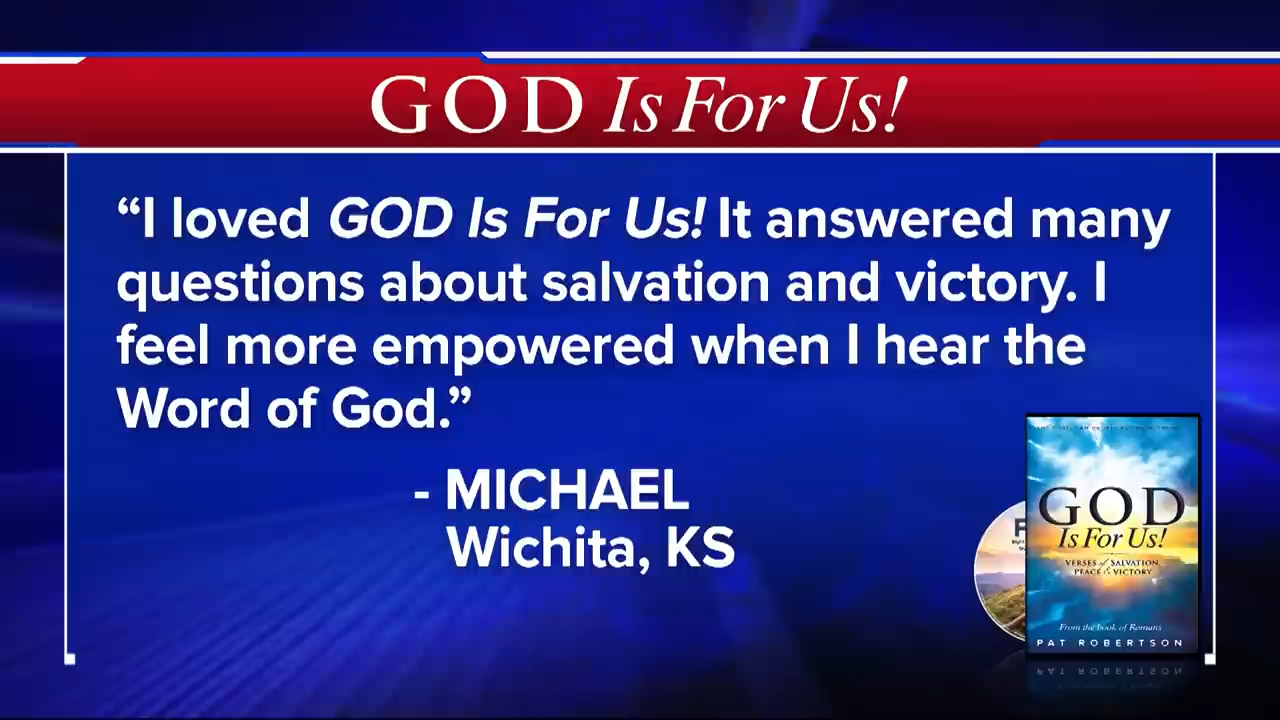 GOD Is For Us!
“I loved GOD Is For Us! It answered many
questions about salvation and victory. I
feel more empowered when I hear the
Word of God.”
- MICHAEL
Wichita, KS
GOD
Is For Us!
VERSES of SALVATION,
PEACE & VICTORY
From the book of Romans
PAT ROBERTSON